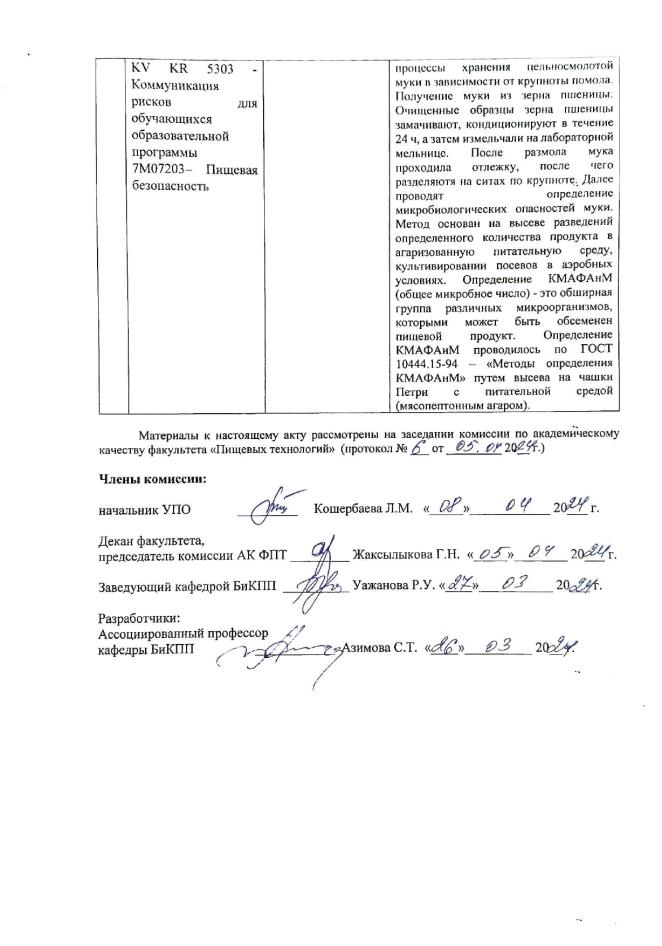 KV KR 5303 -
Коммуникация
рисков для
обучающихся
образовательной
программы
7М07203– Пищевая
безопасность
процессы хранения цельносмолотой
муки в зависимости от крупноты помола.
Получение муки из зерна пшеницы.
Очищенные образцы зерна пшеницы
замачивают, кондиционируют в течение
24 ч, а затем измельчали на лабораторной
мельнице. После размола мука
проходила отлежку, после чего
разделяютя на ситах по крупноте. Далее
проводят определение
микробиологических опасностей муки.
Метод основан на высеве разведений
определенного количества продукта в
агаризованную питательную среду,
культивировании посевов в аэробных
условиях. Определение КМАФАнМ
(общее микробное число) - это обширная
группа различных микроорганизмов,
которыми может быть обсеменен
пищевой продукт. Определение
КМАФАнМ проводилось по ГОСТ
10444.15-94 – «Методы определения
КМАФАнМ» путем высева на чашки
Петри с питательной средой
(мясопептонным агаром).
Материалы к настоящему акту рассмотрены на заседании комиссии по академическому
качеству факультета «Пищевых технологий» (протокол № 6 от 05.04 2024г.)
Члены комиссии:
начальник УПО Кошербаева Л.М. «08» 04 2024 г.
Декан факультета,
председатель комиссии АК ФПТ Жаксылыкова Г.Н. «05» 04 2024г.
Заведующий кафедрой БиКПП Уажанова Р.У. «27» 03 2024г.
Разработчики:
Ассоциированный профессор
кафедры БиКПП Азимова С.Т. «26» 03 2024г.